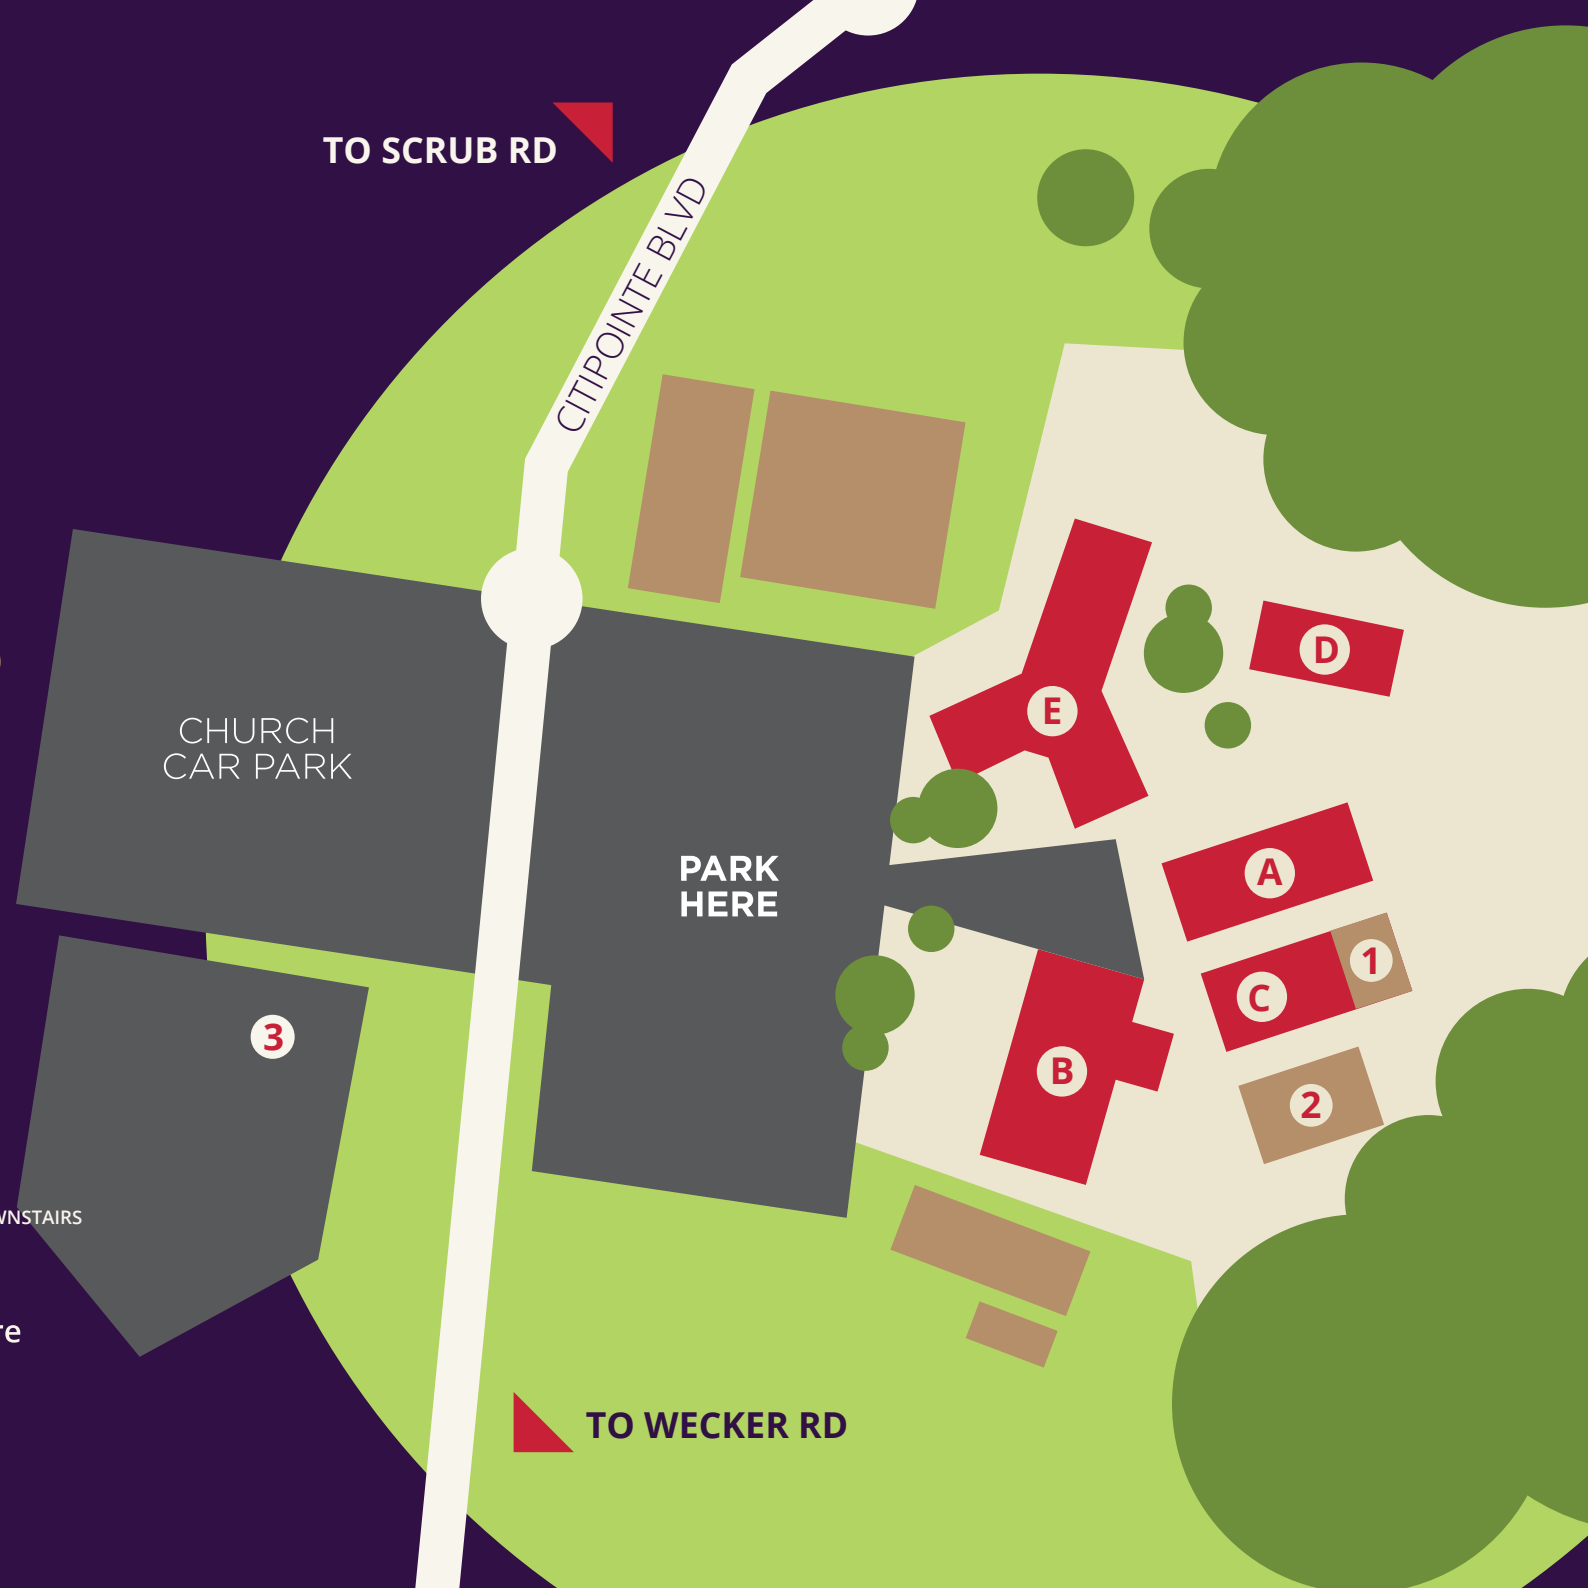 TO SCRUB RD
CITIPOINTE BLVD
CHURCH
CAR PARK
PARK
HERE
E
D
A
C
1
B
2
3
TO WECKER RD